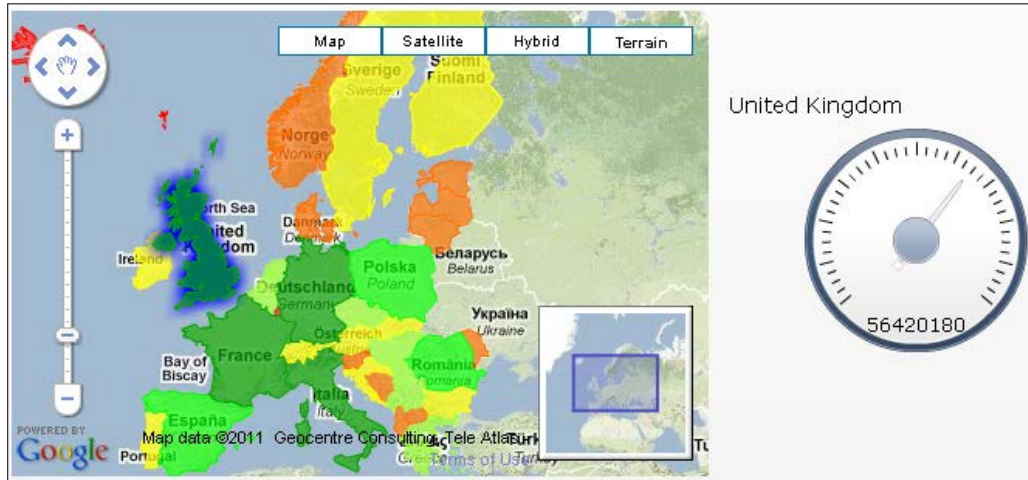 Map
Satellite
Hybrid
Terrain
United Kingdom
Sverige
Sweden
Suomi
Finland
Norge
Norway
North Sea
United
Kingdom
Ireland
Danmark
Denmark
Беларусь
Belarus
Polska
Poland
Deutschland
Germany
Україна
Ukraine
Österreich
Austria
Bay of
Biscay
France
România
Romania
Italia
Italy
España
Portugal
POWERED BY
Google
Map data ©2011 Geocentre Consulting, Tele Atlas
Terms of Use
Turkey
56420180